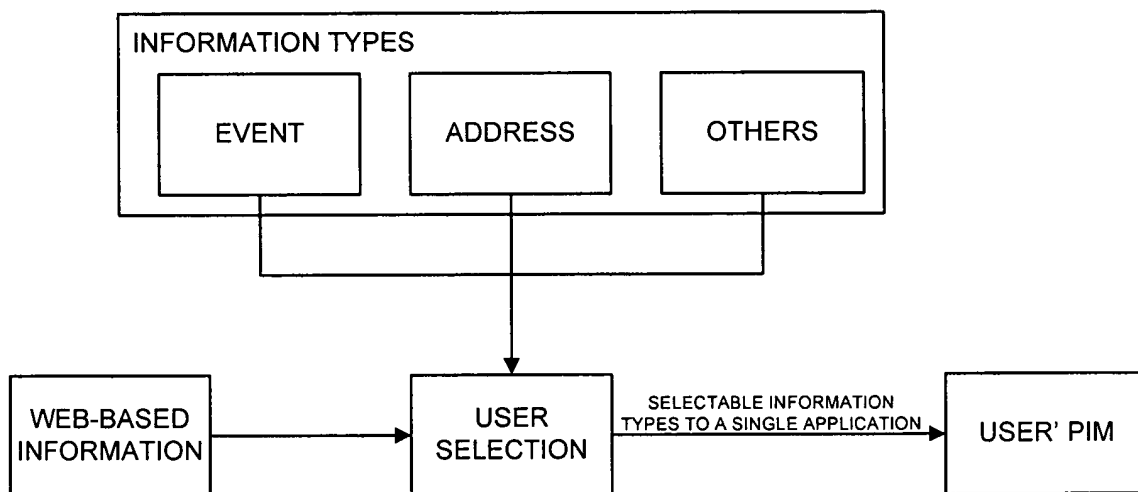 INFORMATION TYPES
EVENT
ADDRESS
OTHERS
WEB-BASED
INFORMATION
USER
SELECTION
SELECTABLE INFORMATION
TYPES TO A SINGLE APPLICATION
USER' PIM